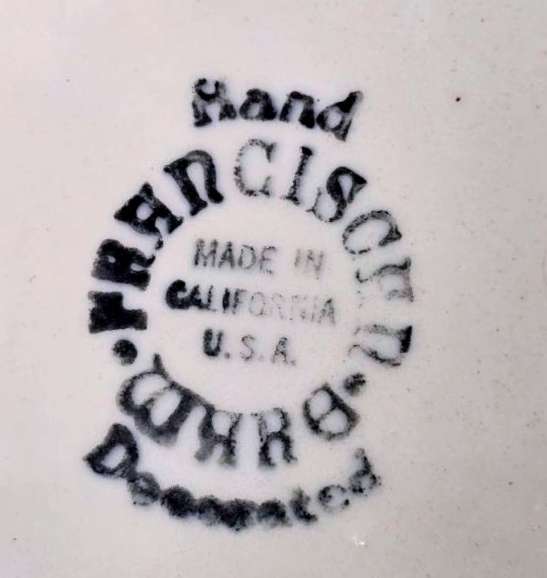 Hand
FRANCISCAN
MADE IN
CALIFORNIA
U.S.A.
• WARE •
Decorated